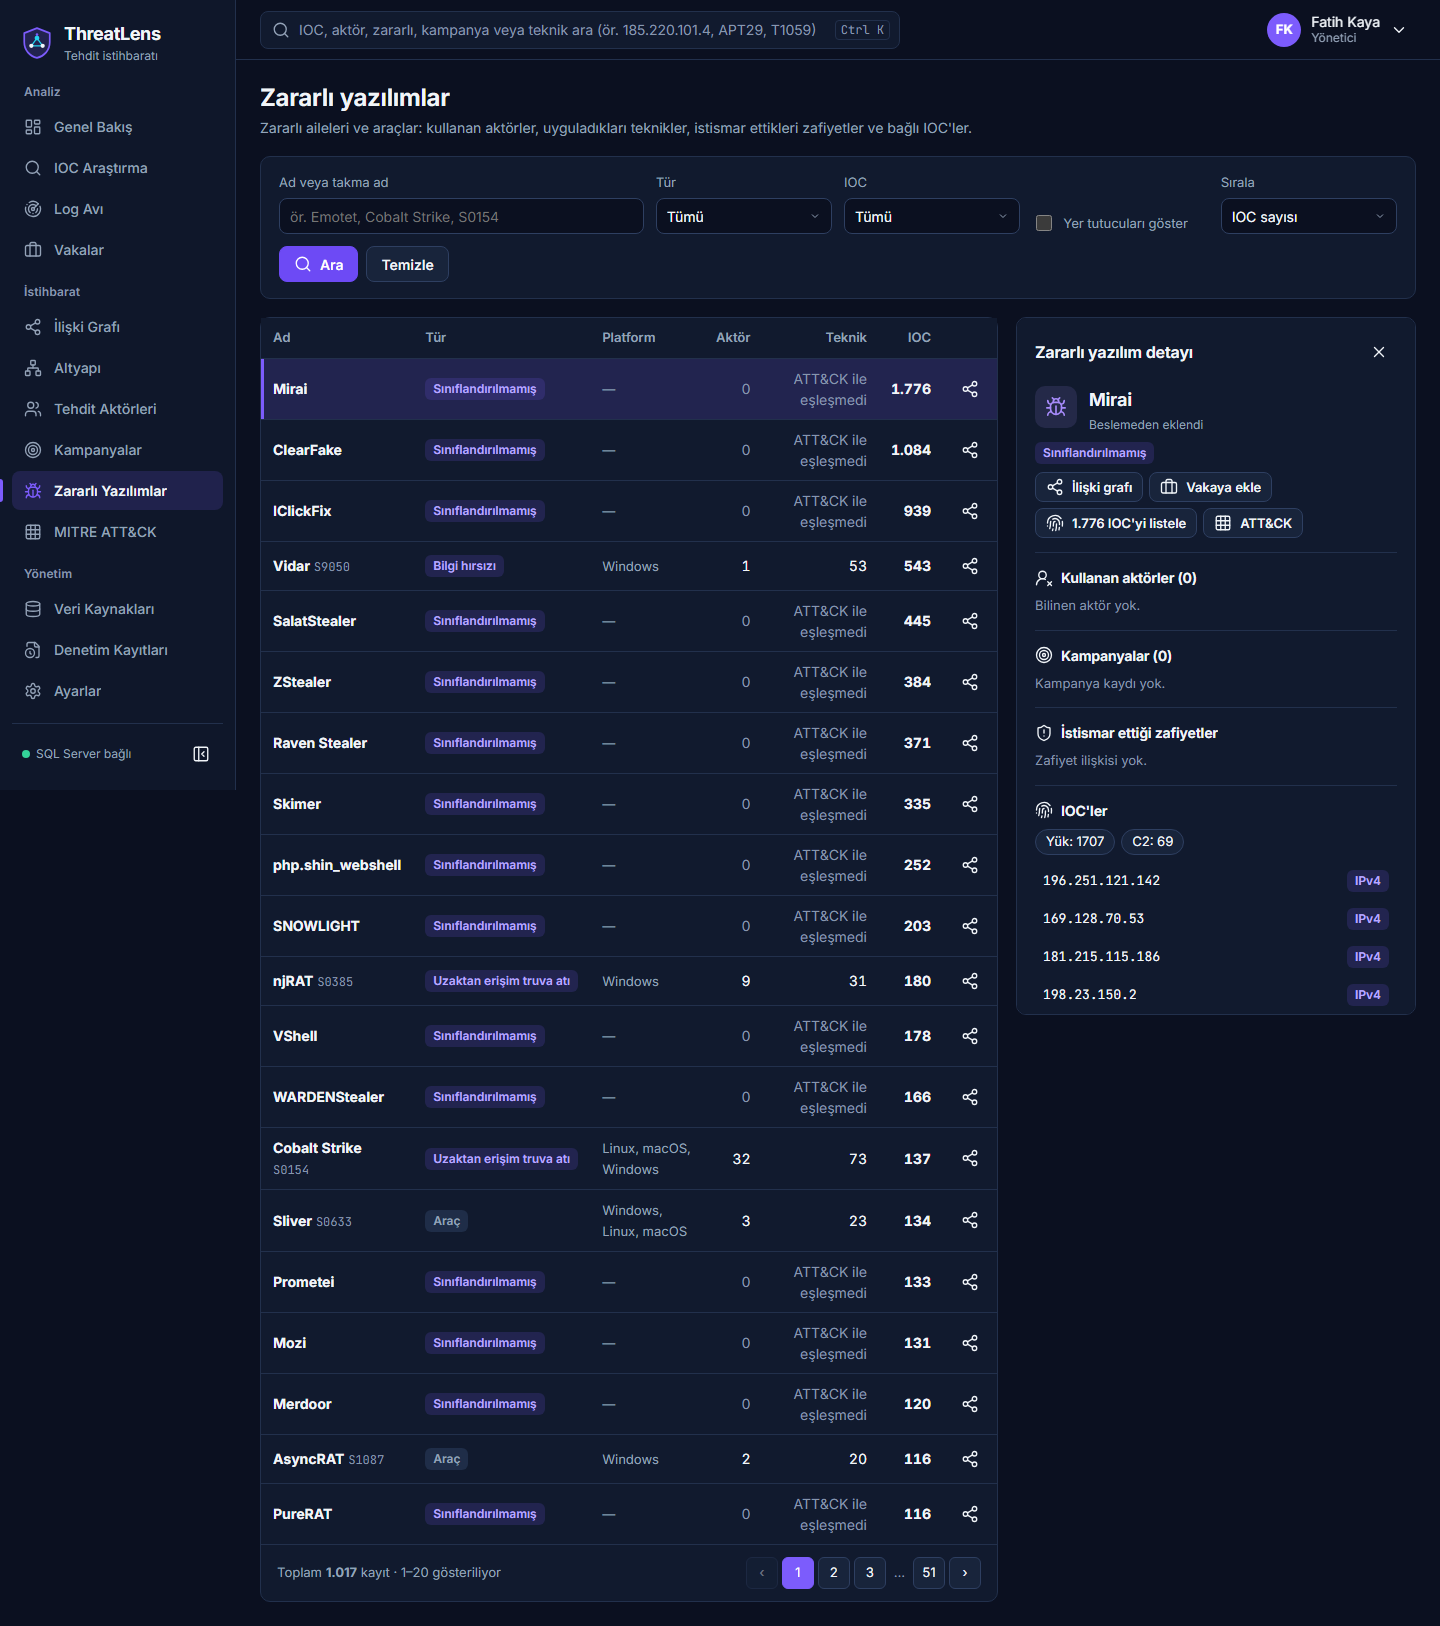 ThreatLens
Tehdit istihbaratı
IOC, aktör, zararlı, kampanya veya teknik ara (ör. 185.220.101.4, APT29, T1059)
Ctrl K
FK
Fatih Kaya
Yönetici
Analiz
Genel Bakış
IOC Araştırma
Log Avı
Vakalar
İstihbarat
İlişki Grafı
Altyapı
Tehdit Aktörleri
Kampanyalar
Zararlı Yazılımlar
MITRE ATT&CK
Yönetim
Veri Kaynakları
Denetim Kayıtları
Ayarlar
SQL Server bağlı
Zararlı yazılımlar
Zararlı aileleri ve araçlar: kullanan aktörler, uyguladıkları teknikler, istismar ettikleri zafiyetler ve bağlı IOC'ler.
Ad veya takma ad
Tür
IOC
Sırala
ör. Emotet, Cobalt Strike, S0154
Tümü
Tümü
Yer tutucuları göster
IOC sayısı
Ara
Temizle
Ad Tür Platform Aktör Teknik IOC
Mirai Sınıflandırılmamış — 0 ATT&CK ile eşleşmedi 1.776
ClearFake Sınıflandırılmamış — 0 ATT&CK ile eşleşmedi 1.084
IClickFix Sınıflandırılmamış — 0 ATT&CK ile eşleşmedi 939
Vidar S9050 Bilgi hırsızı Windows 1 53 543
SalatStealer Sınıflandırılmamış — 0 ATT&CK ile eşleşmedi 445
ZStealer Sınıflandırılmamış — 0 ATT&CK ile eşleşmedi 384
Raven Stealer Sınıflandırılmamış — 0 ATT&CK ile eşleşmedi 371
Skimer Sınıflandırılmamış — 0 ATT&CK ile eşleşmedi 335
php.shin_webshell Sınıflandırılmamış — 0 ATT&CK ile eşleşmedi 252
SNOWLIGHT Sınıflandırılmamış — 0 ATT&CK ile eşleşmedi 203
njRAT S0385 Uzaktan erişim truva atı Windows 9 31 180
VShell Sınıflandırılmamış — 0 ATT&CK ile eşleşmedi 178
WARDENStealer Sınıflandırılmamış — 0 ATT&CK ile eşleşmedi 166
Cobalt Strike S0154 Uzaktan erişim truva atı Linux, macOS, Windows 32 73 137
Sliver S0633 Araç Windows, Linux, macOS 3 23 134
Prometei Sınıflandırılmamış — 0 ATT&CK ile eşleşmedi 133
Mozi Sınıflandırılmamış — 0 ATT&CK ile eşleşmedi 131
Merdoor Sınıflandırılmamış — 0 ATT&CK ile eşleşmedi 120
AsyncRAT S1087 Araç Windows 2 20 116
PureRAT Sınıflandırılmamış — 0 ATT&CK ile eşleşmedi 116
Toplam 1.017 kayıt · 1–20 gösteriliyor
‹ 1 2 3 … 51 ›
Zararlı yazılım detayı
Mirai
Beslemeden eklendi
Sınıflandırılmamış
İlişki grafı
Vakaya ekle
1.776 IOC'yi listele
ATT&CK
Kullanan aktörler (0)
Bilinen aktör yok.
Kampanyalar (0)
Kampanya kaydı yok.
İstismar ettiği zafiyetler
Zafiyet ilişkisi yok.
IOC'ler
Yük: 1707
C2: 69
196.251.121.142 IPv4
169.128.70.53 IPv4
181.215.115.186 IPv4
198.23.150.2 IPv4